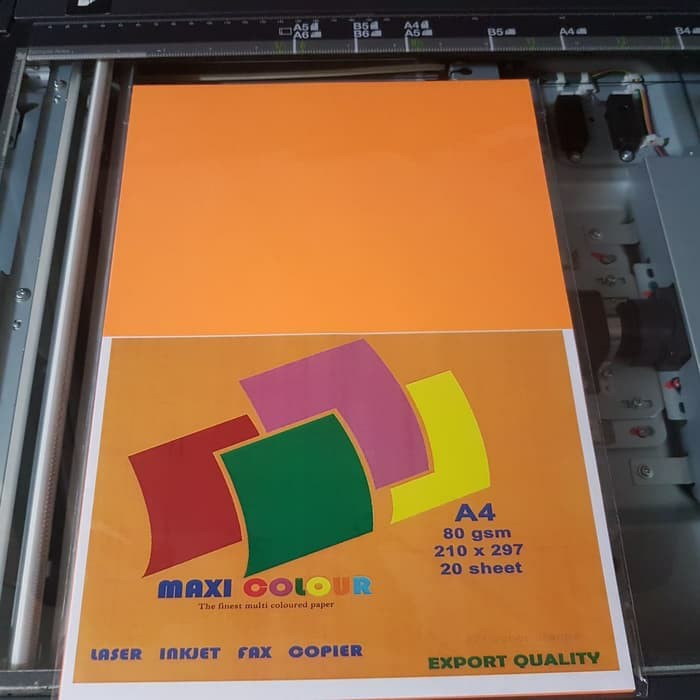 A5 B5 A4
A6 B6 A5 B5 A4 B4
A4
80 gsm
210 x 297
20 sheet
MAXI COLOUR
The finest multi coloured paper
LASER INKJET FAX COPIER
EXPORT QUALITY